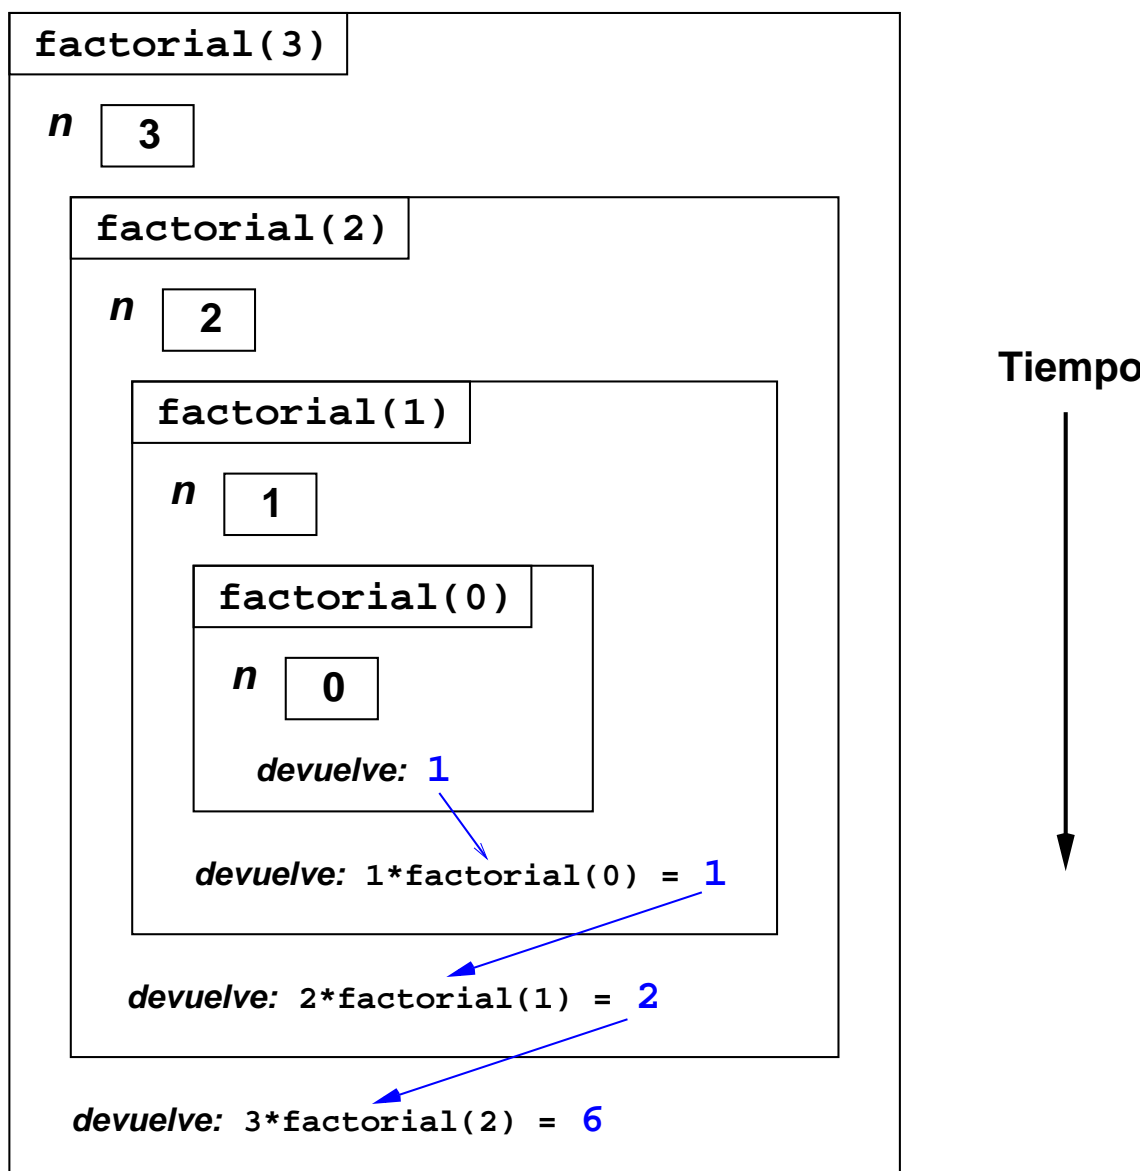 factorial(3)
n 3
factorial(2)
n 2
Tiempo
factorial(1)
n 1
factorial(0)
n 0
devuelve: 1
devuelve: 1*factorial(0) = 1
devuelve: 2*factorial(1) = 2
devuelve: 3*factorial(2) = 6